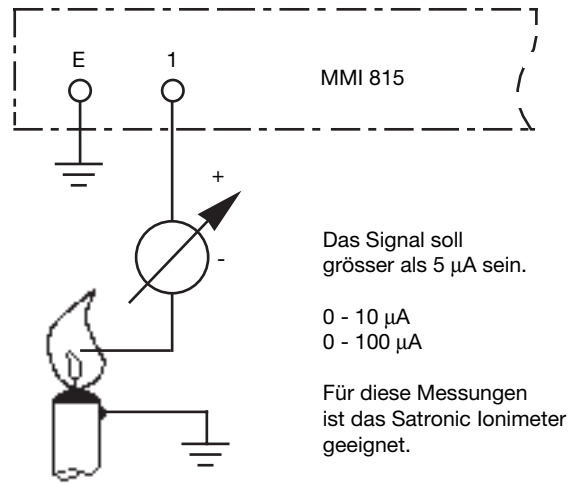 E
1
MMI 815
+
-
Das Signal soll
grösser als 5 µA sein.
0 - 10 µA
0 - 100 µA
Für diese Messungen
ist das Satronic Ionimeter
geeignet.